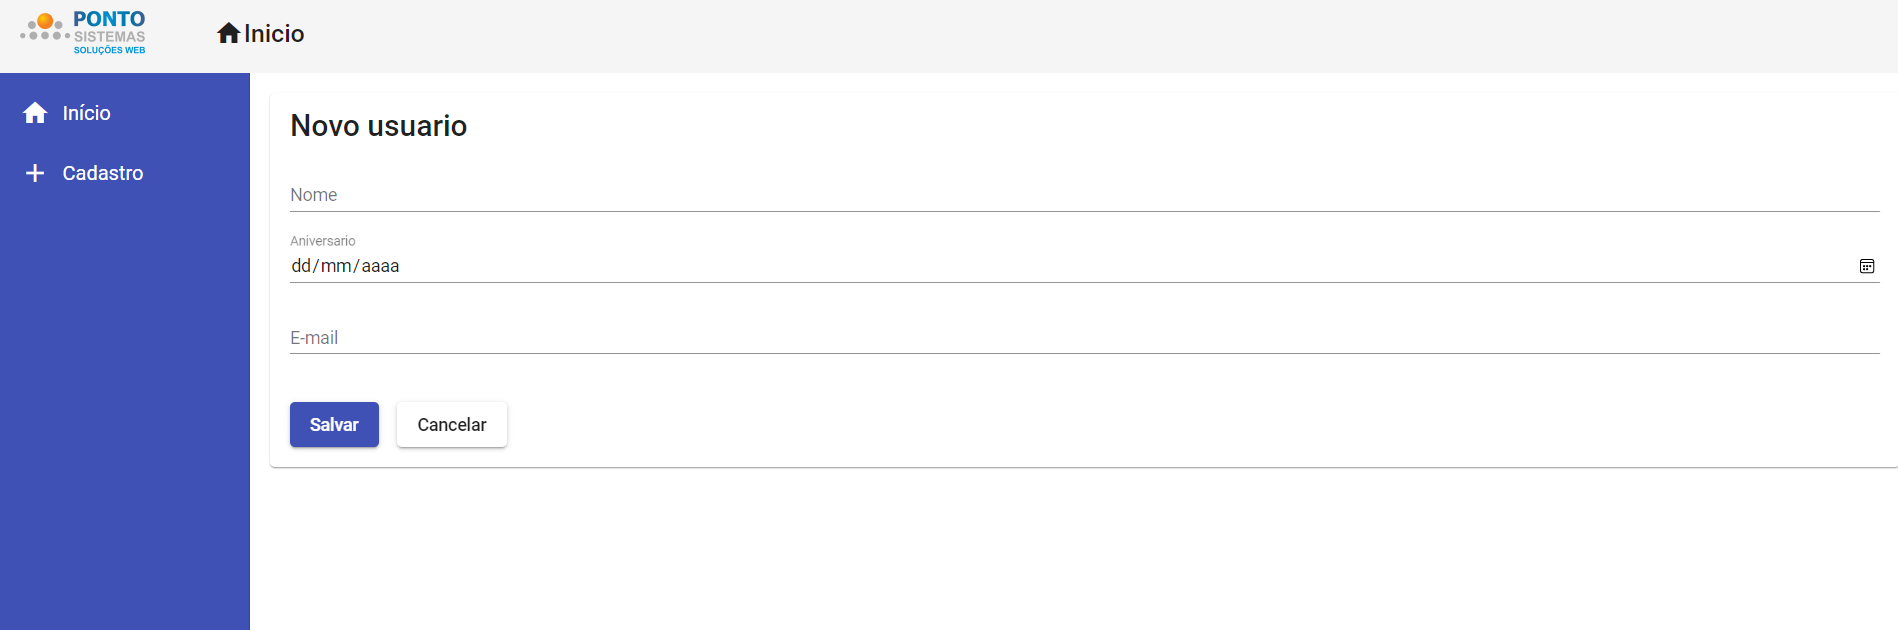 PONTO
SISTEMAS
SOLUÇÕES WEB
Inicio
Início
Cadastro
Novo usuario
Nome
Aniversario
dd/mm/aaaa
E-mail
Salvar
Cancelar